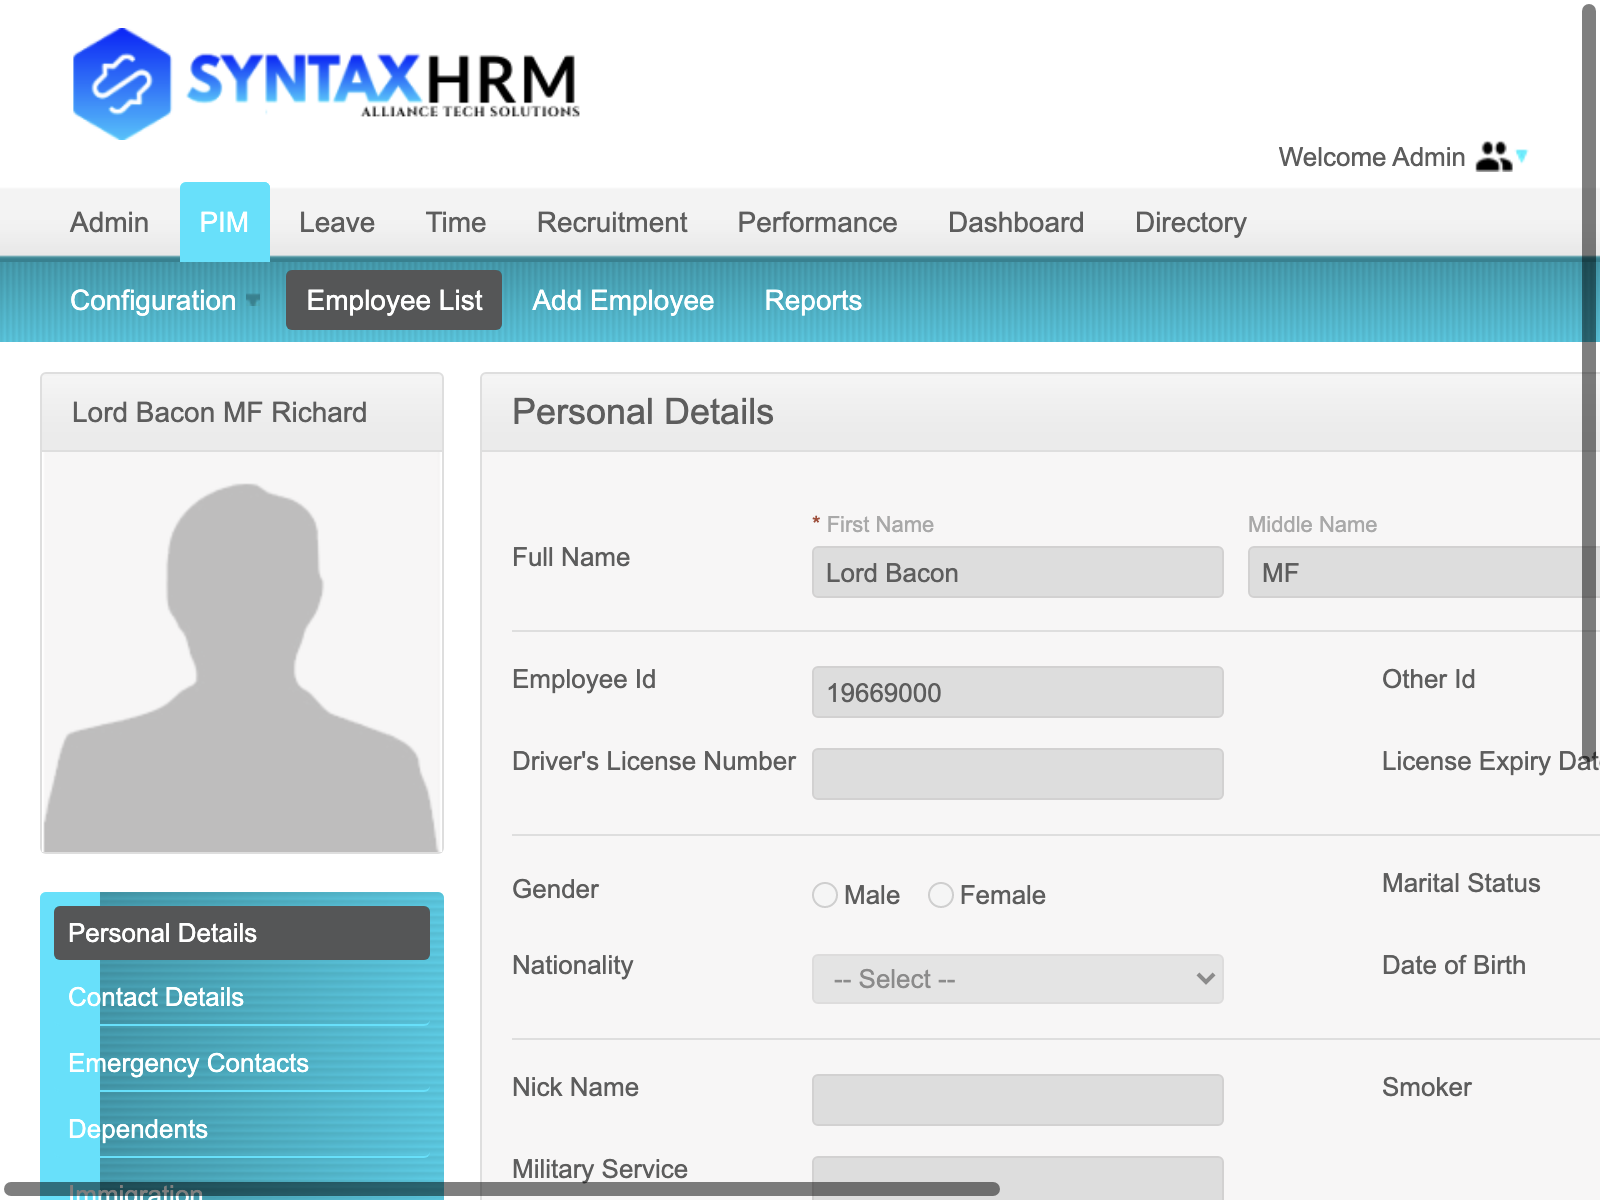 SYNTAXHRM
ALLIANCE TECH SOLUTIONS
Welcome Admin
Admin PIM Leave Time Recruitment Performance Dashboard Directory
Configuration Employee List Add Employee Reports
Lord Bacon MF Richard
Personal Details
* First Name Middle Name
Full Name Lord Bacon MF
Employee Id 19669000 Other Id
Driver's License Number License Expiry Date
Gender Male Female Marital Status
Nationality -- Select -- Date of Birth
Nick Name Smoker
Military Service
Personal Details
Contact Details
Emergency Contacts
Dependents
Immigration